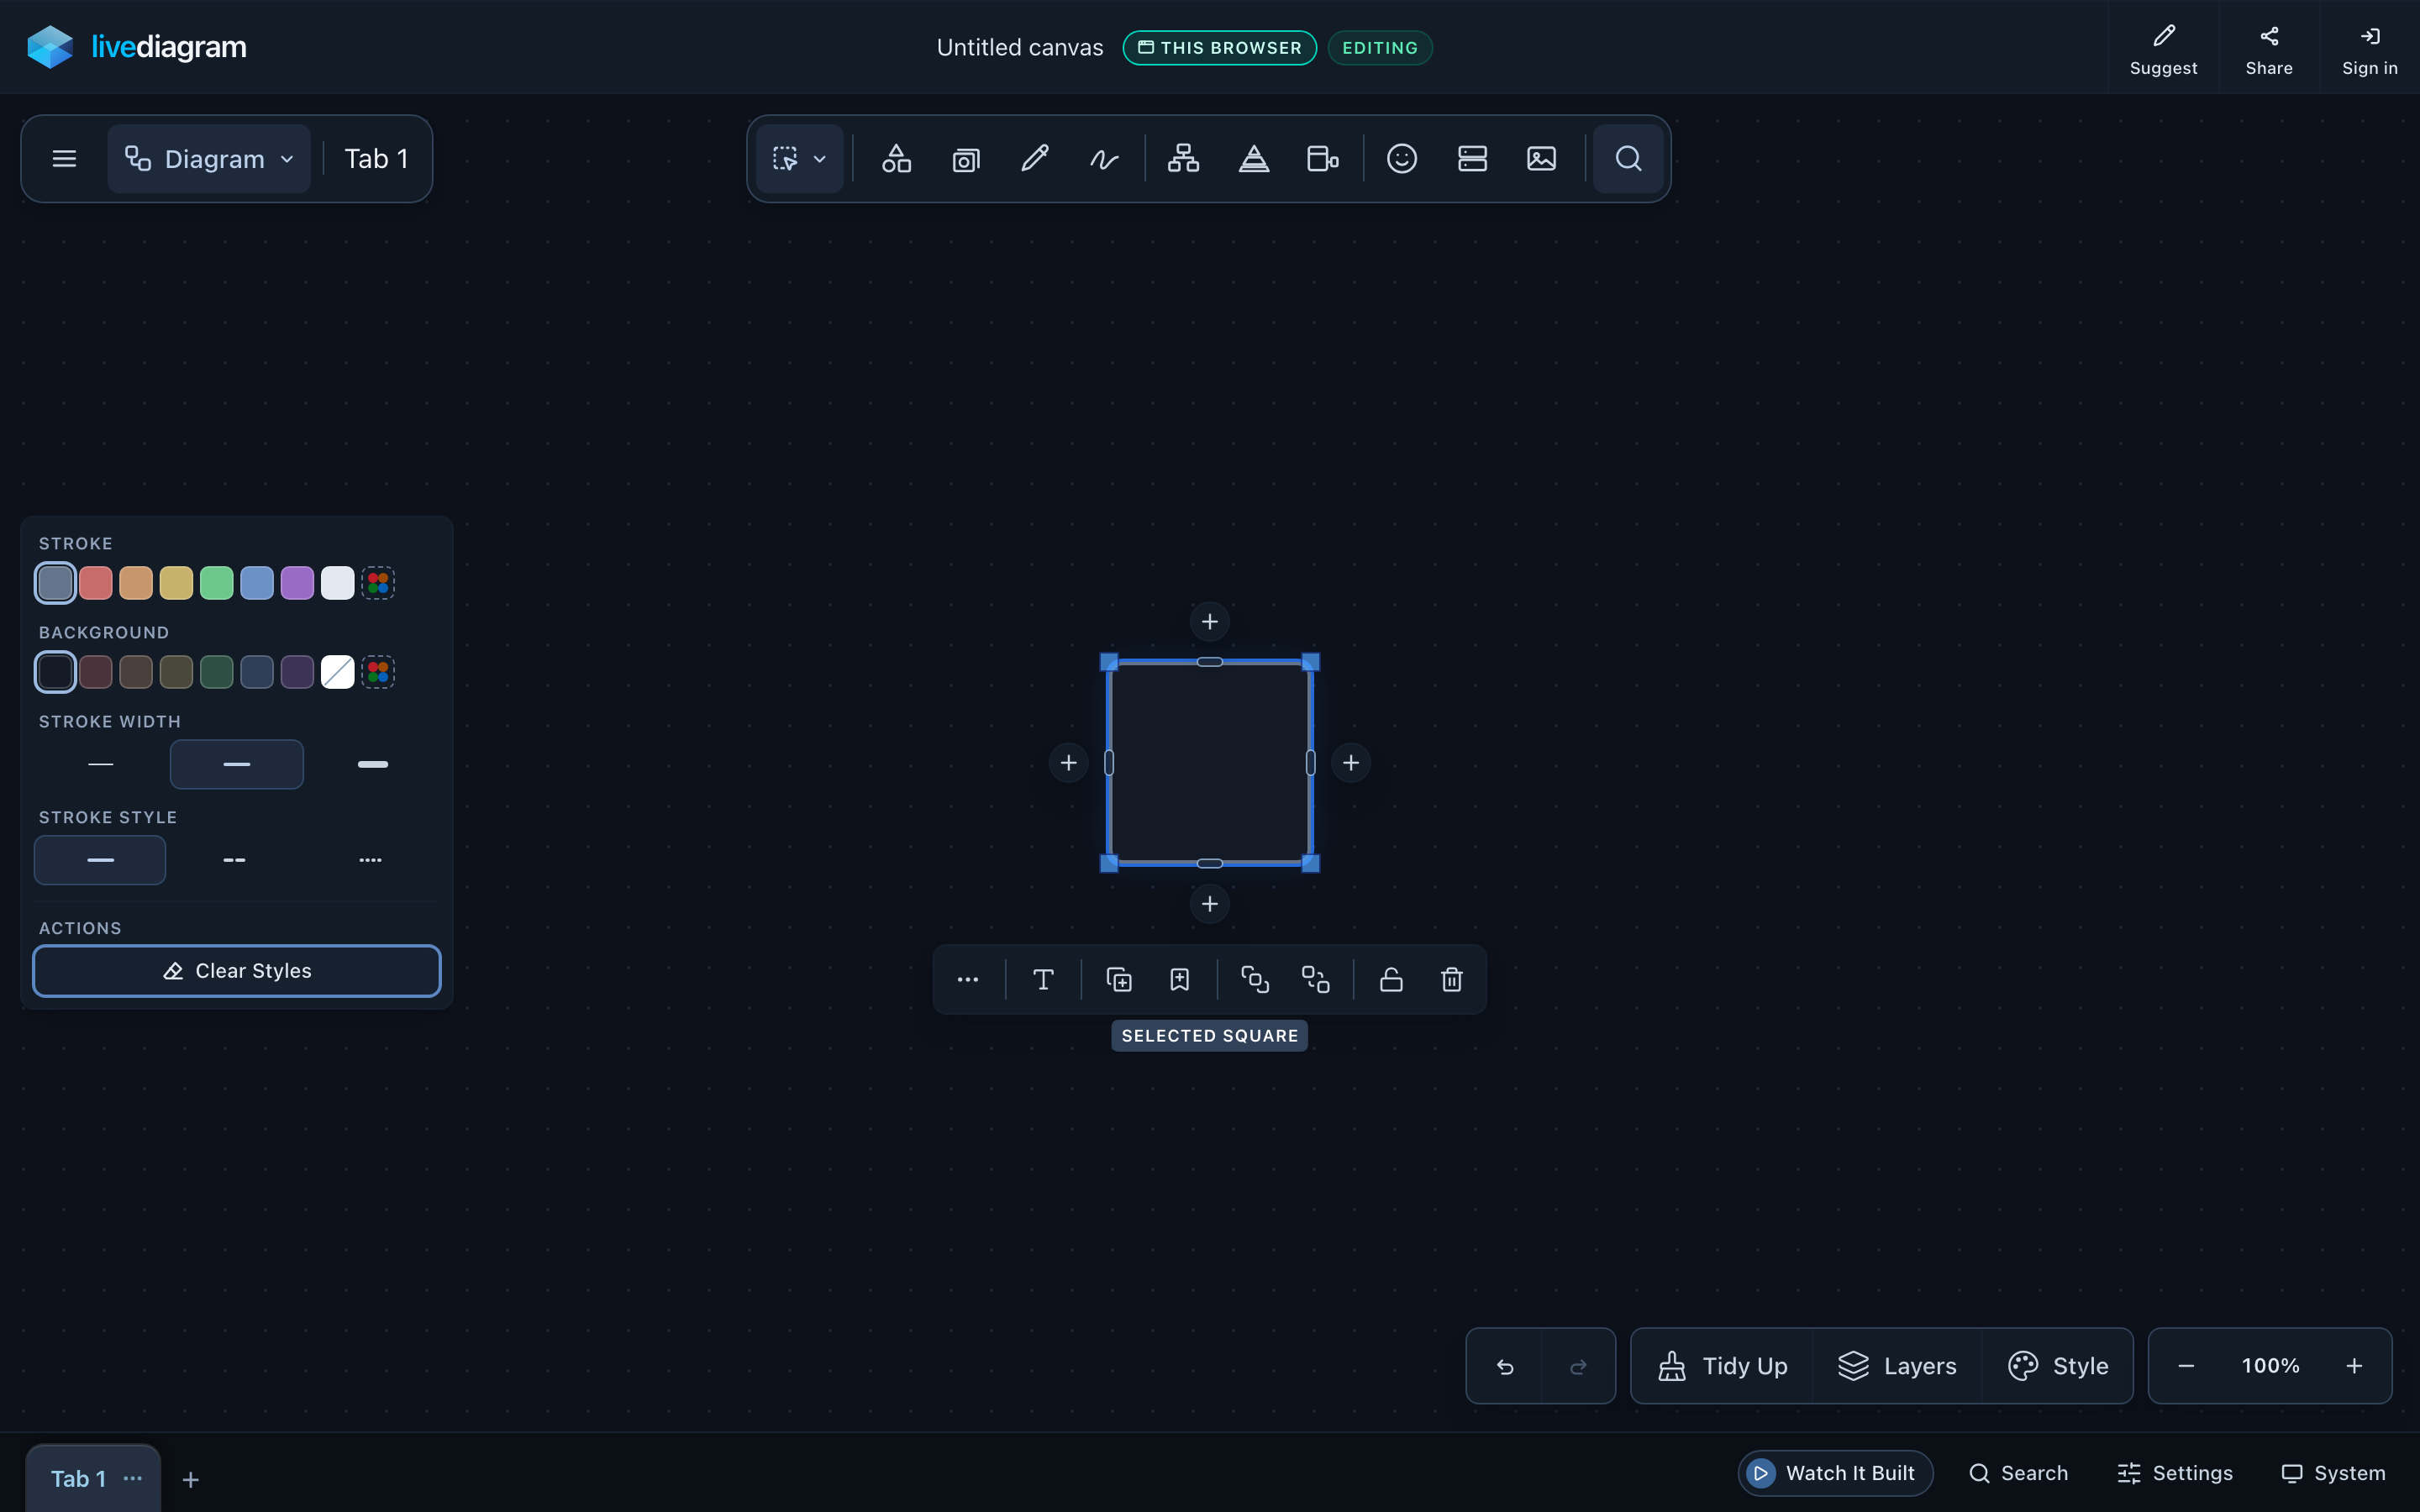 livediagram
Untitled canvas
THIS BROWSER
EDITING
Suggest
Share
Sign in
Diagram
Tab 1
STROKE
BACKGROUND
STROKE WIDTH
STROKE STYLE
ACTIONS
Clear Styles
SELECTED SQUARE
Tidy Up
Layers
Style
100%
Tab 1
Watch It Built
Search
Settings
System